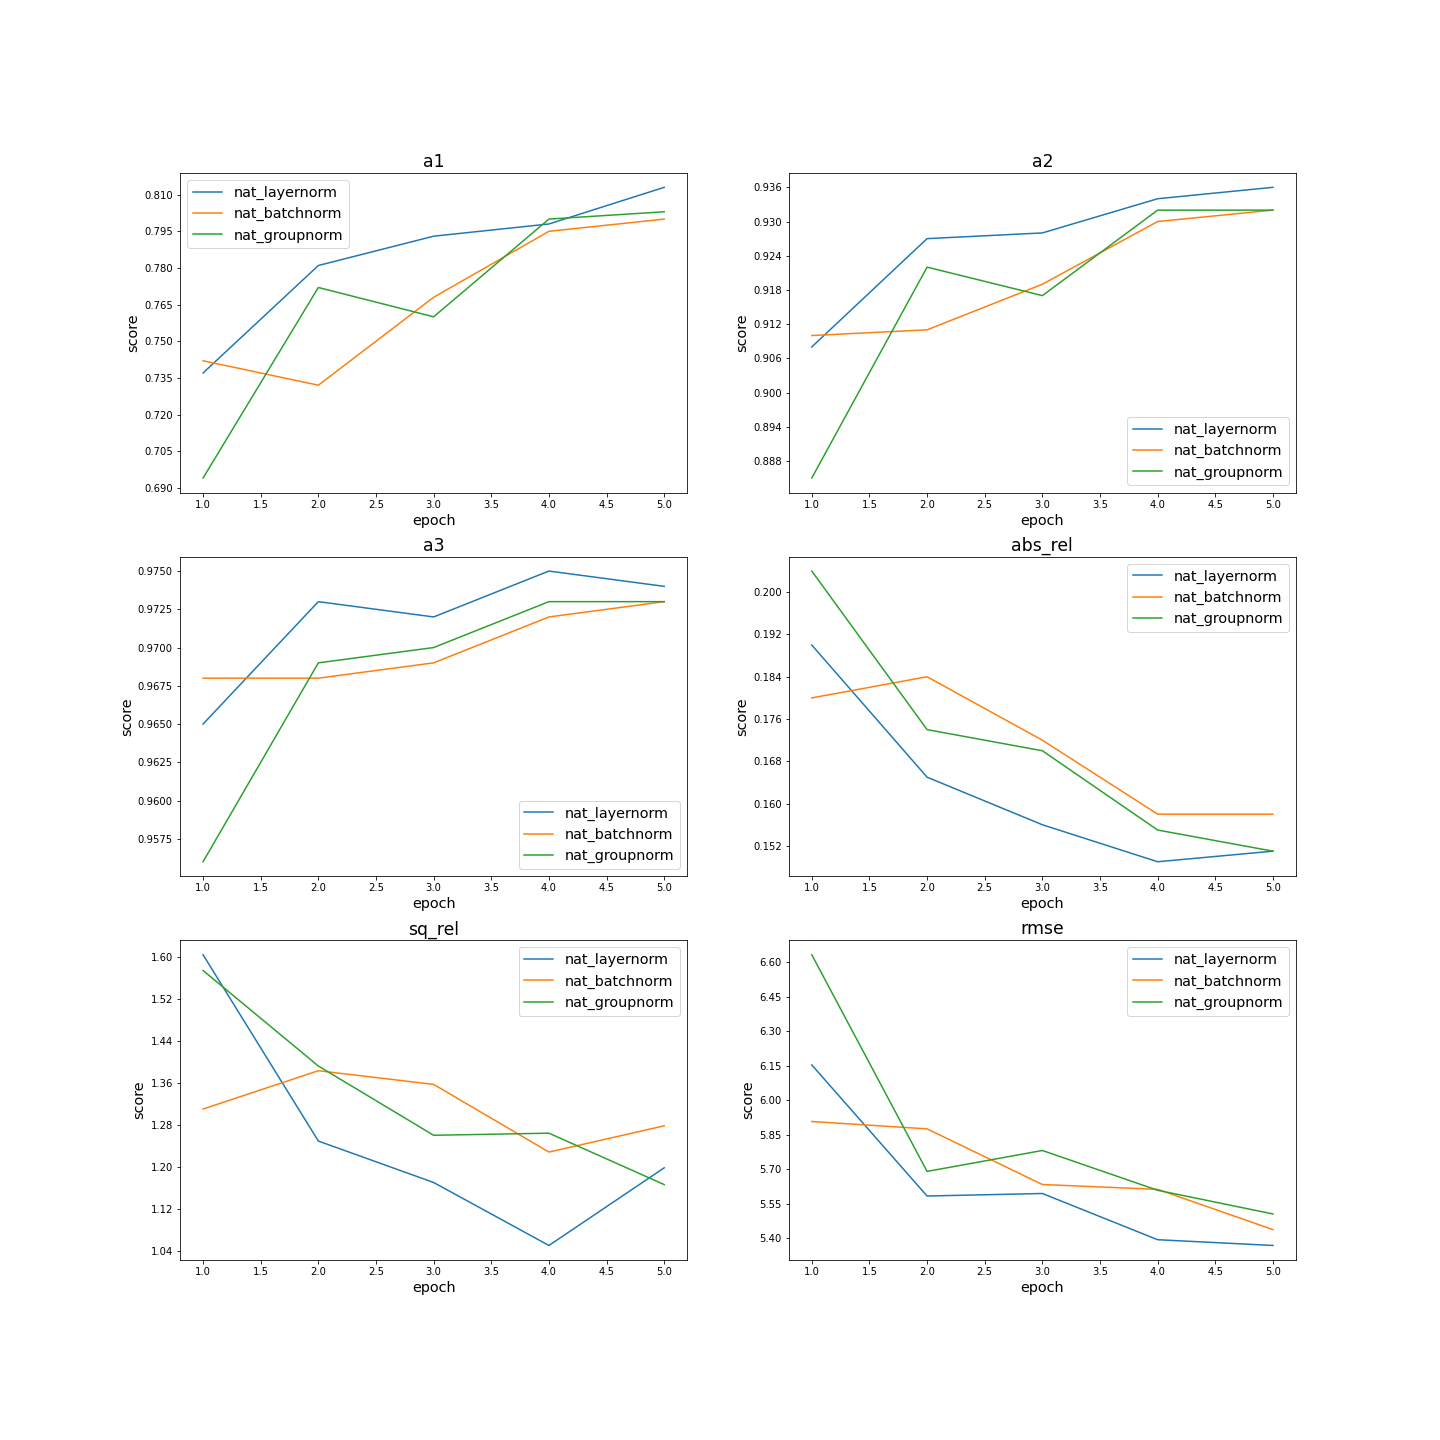 a1
nat_layernorm
nat_batchnorm
nat_groupnorm
0.810
0.795
0.780
0.765
0.750
0.735
0.720
0.705
0.690
score
1.0 1.5 2.0 2.5 3.0 3.5 4.0 4.5 5.0
epoch
a2
0.936
0.930
0.924
0.918
0.912
0.906
0.900
0.894
0.888
score
nat_layernorm
nat_batchnorm
nat_groupnorm
1.0 1.5 2.0 2.5 3.0 3.5 4.0 4.5 5.0
epoch
a3
0.9750
0.9725
0.9700
0.9675
0.9650
0.9625
0.9600
0.9575
score
nat_layernorm
nat_batchnorm
nat_groupnorm
1.0 1.5 2.0 2.5 3.0 3.5 4.0 4.5 5.0
epoch
abs_rel
nat_layernorm
nat_batchnorm
nat_groupnorm
0.200
0.192
0.184
0.176
0.168
0.160
0.152
score
1.0 1.5 2.0 2.5 3.0 3.5 4.0 4.5 5.0
epoch
sq_rel
nat_layernorm
nat_batchnorm
nat_groupnorm
1.60
1.52
1.44
1.36
1.28
1.20
1.12
1.04
score
1.0 1.5 2.0 2.5 3.0 3.5 4.0 4.5 5.0
epoch
rmse
nat_layernorm
nat_batchnorm
nat_groupnorm
6.60
6.45
6.30
6.15
6.00
5.85
5.70
5.55
5.40
score
1.0 1.5 2.0 2.5 3.0 3.5 4.0 4.5 5.0
epoch